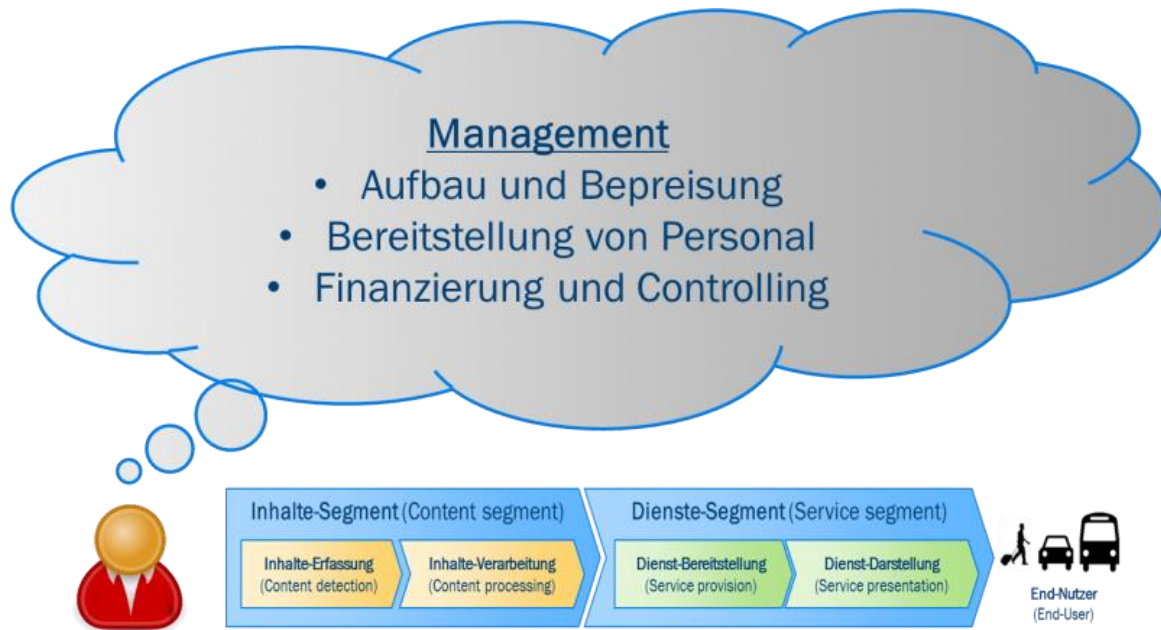 Management
• Aufbau und Bepreisung
• Bereitstellung von Personal
• Finanzierung und Controlling
Inhalte-Segment (Content segment)
Inhalte-Erfassung
(Content detection)
Inhalte-Verarbeitung
(Content processing)
Dienste-Segment (Service segment)
Dienst-Bereitstellung
(Service provision)
Dienst-Darstellung
(Service presentation)
End-Nutzer
(End-User)